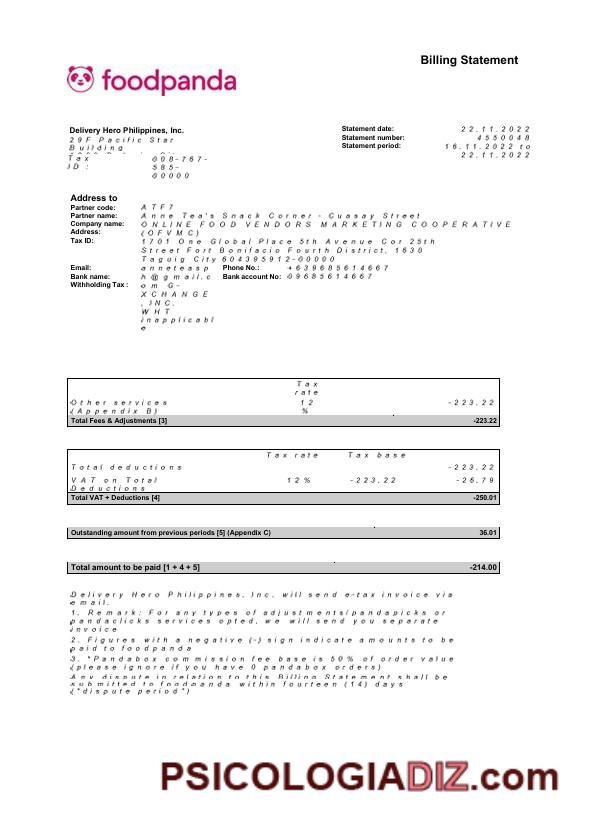 Billing Statement
foodpanda
Delivery Hero Philippines, Inc.
29F Pacific Star
Building
Tax ID: 008-767-585-00000
Statement date: 22.11.2022
Statement number: 4550048
Statement period: 16.11.2022 to 22.11.2022
Address to
Partner code: ATF7
Partner name: Anne Tea's Snack Corner - Cuasay Street
Company name: ONLINE FOOD VENDORS MARKETING COOPERATIVE (OFVMC)
Address: 1701 One Global Place 5th Avenue Cor 25th
Street Fort Bonifacio Fourth District, 1630
Taguig City 604395912-00000
Tax ID:
Email: anneteasph@gmail.com Phone No.: +639685614667
Bank name: G-XCHANGE, INC. Bank account No: 09685614667
Withholding Tax : WHT inapplicable
Tax rate
Other services (Appendix B) 12 % -223.22
Total Fees & Adjustments [3] -223.22
Tax rate Tax base
Total deductions -223.22
VAT on Total Deductions 12% -223.22 -26.79
Total VAT + Deductions [4] -250.01
Outstanding amount from previous periods [5] (Appendix C) 36.01
Total amount to be paid [1 + 4 + 5] -214.00
Delivery Hero Philippines, Inc. will send e-tax invoice via
email.
1. Remark: For any types of adjustments/pandapicks or
pandaclicks services opted, we will send you separate
invoice
2. Figures with a negative (-) sign indicate amounts to be
paid to foodpanda
3. *Pandabox commission fee base is 50% of order value
(please ignore if you have 0 pandabox orders)
Any dispute in relation to this Billing Statement shall be
submitted to foodpanda within fourteen (14) days
("dispute period")
PSICOLOGIADIZ.com